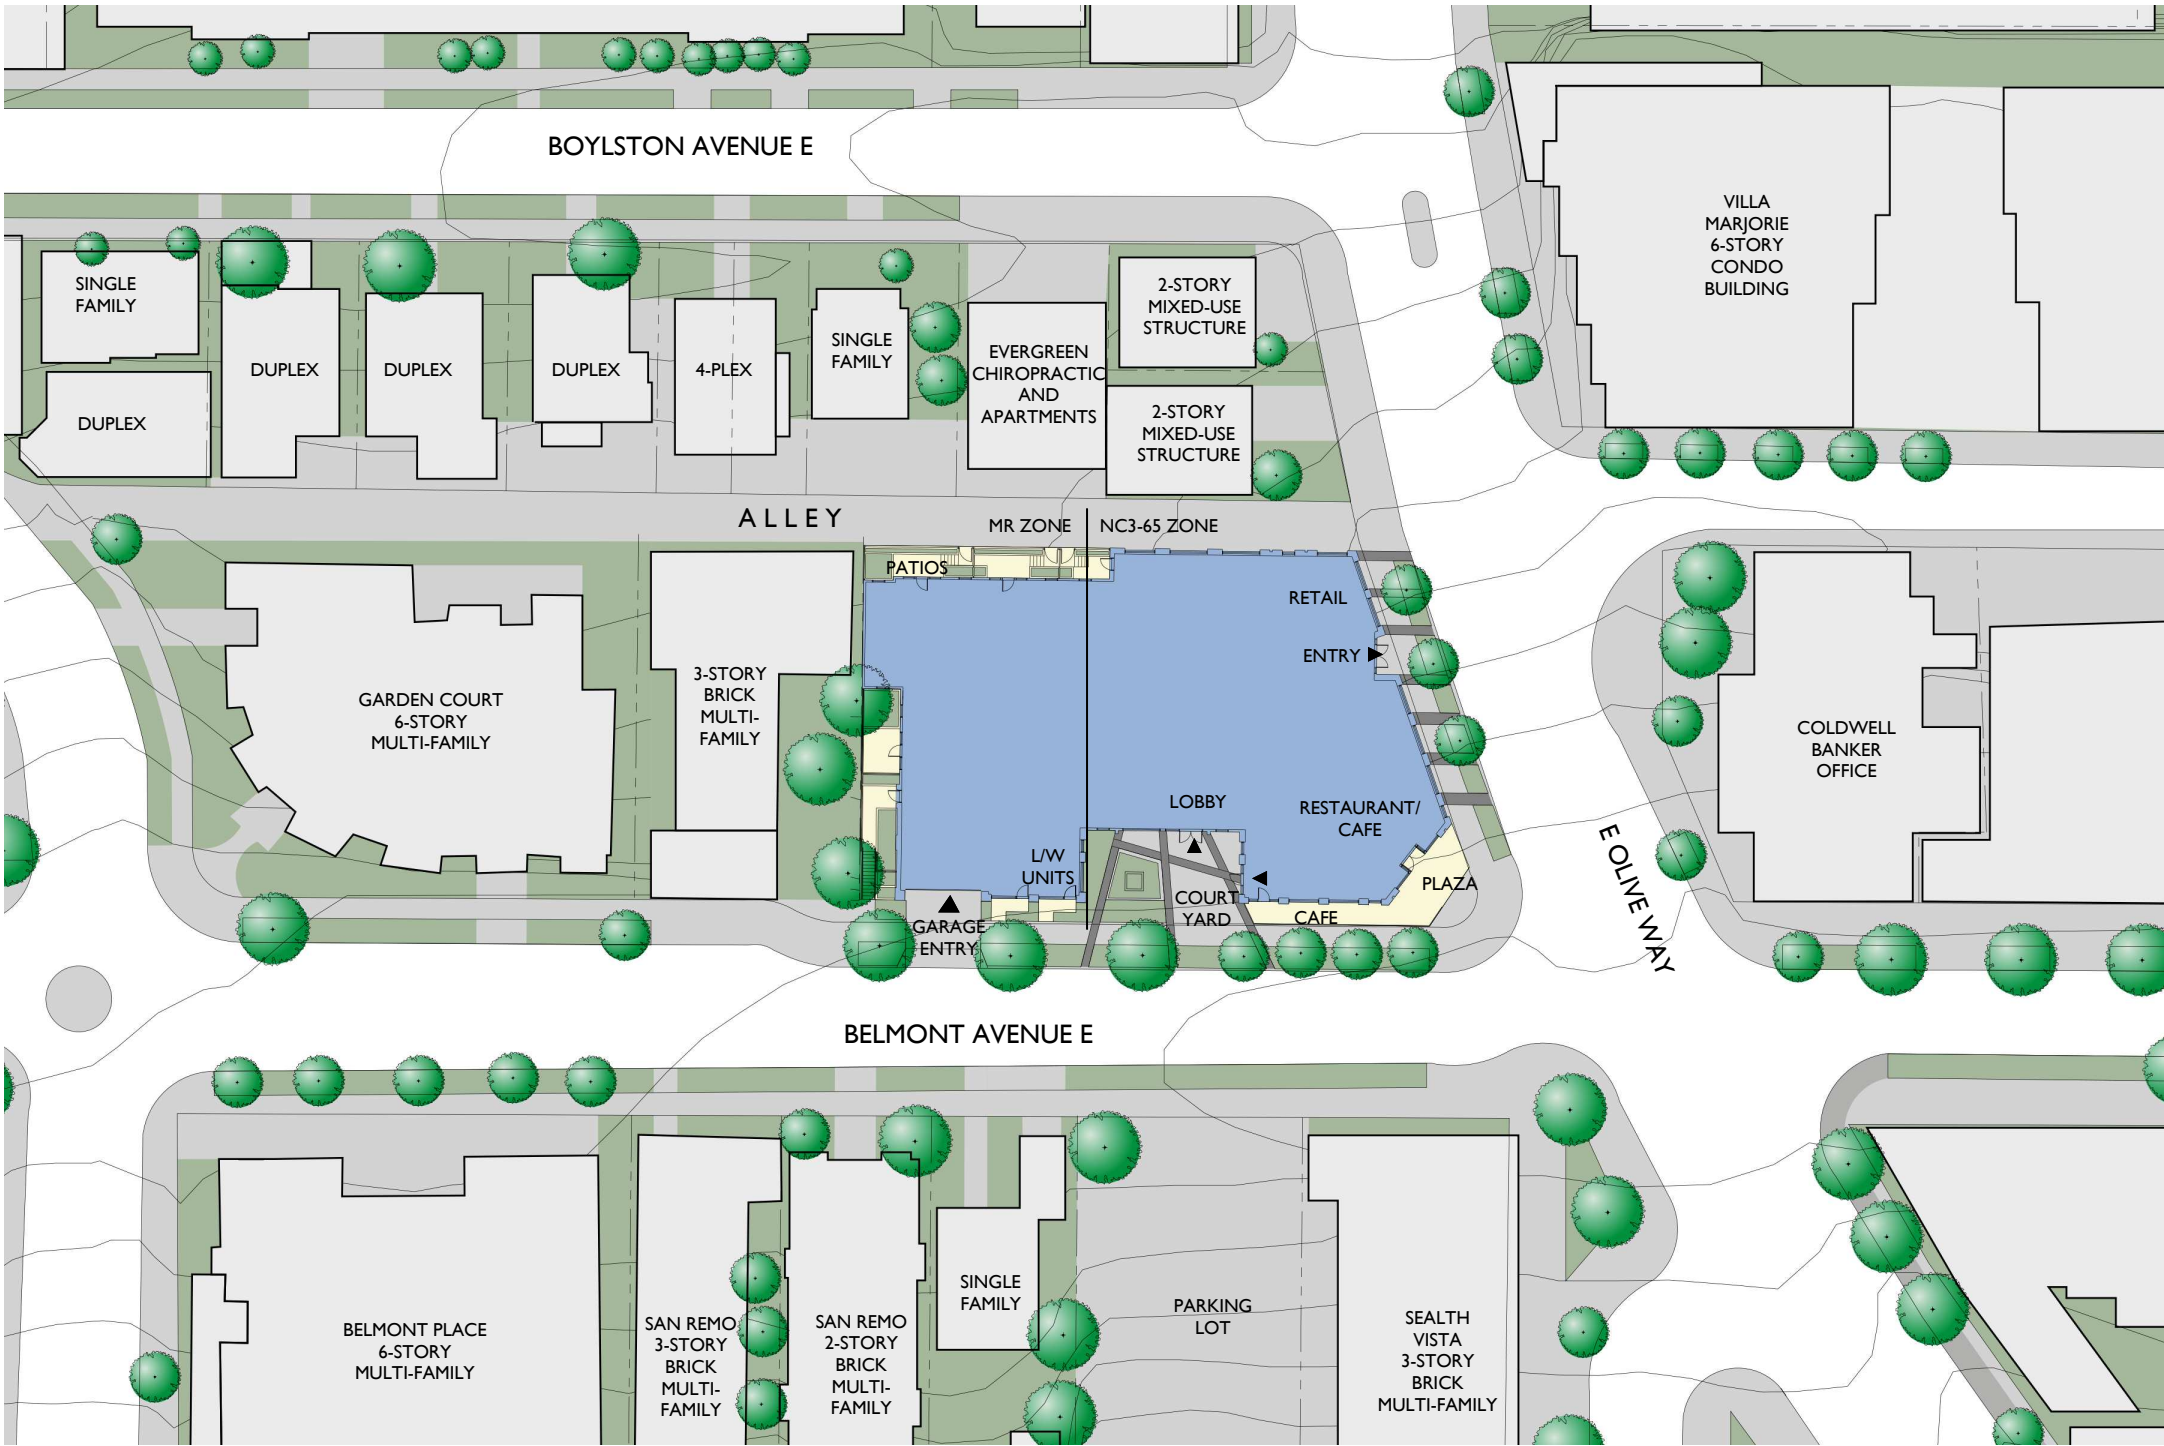 BOYLSTON AVENUE E
VILLA
MARJORIE
6-STORY
CONDO
BUILDING
SINGLE
FAMILY
DUPLEX
DUPLEX
DUPLEX
DUPLEX
4-PLEX
SINGLE
FAMILY
EVERGREEN
CHIROPRACTIC
AND
APARTMENTS
2-STORY
MIXED-USE
STRUCTURE
2-STORY
MIXED-USE
STRUCTURE
ALLEY
MR ZONE
NC3-65 ZONE
PATIOS
RETAIL
ENTRY
GARDEN COURT
6-STORY
MULTI-FAMILY
3-STORY
BRICK
MULTI-
FAMILY
LOBBY
RESTAURANT/
CAFE
L/W
UNITS
COURT
YARD
PLAZA
CAFE
GARAGE
ENTRY
COLDWELL
BANKER
OFFICE
E OLIVE WAY
BELMONT AVENUE E
BELMONT PLACE
6-STORY
MULTI-FAMILY
SAN REMO
3-STORY
BRICK
MULTI-
FAMILY
SAN REMO
2-STORY
BRICK
MULTI-
FAMILY
SINGLE
FAMILY
PARKING
LOT
SEALTH
VISTA
3-STORY
BRICK
MULTI-FAMILY